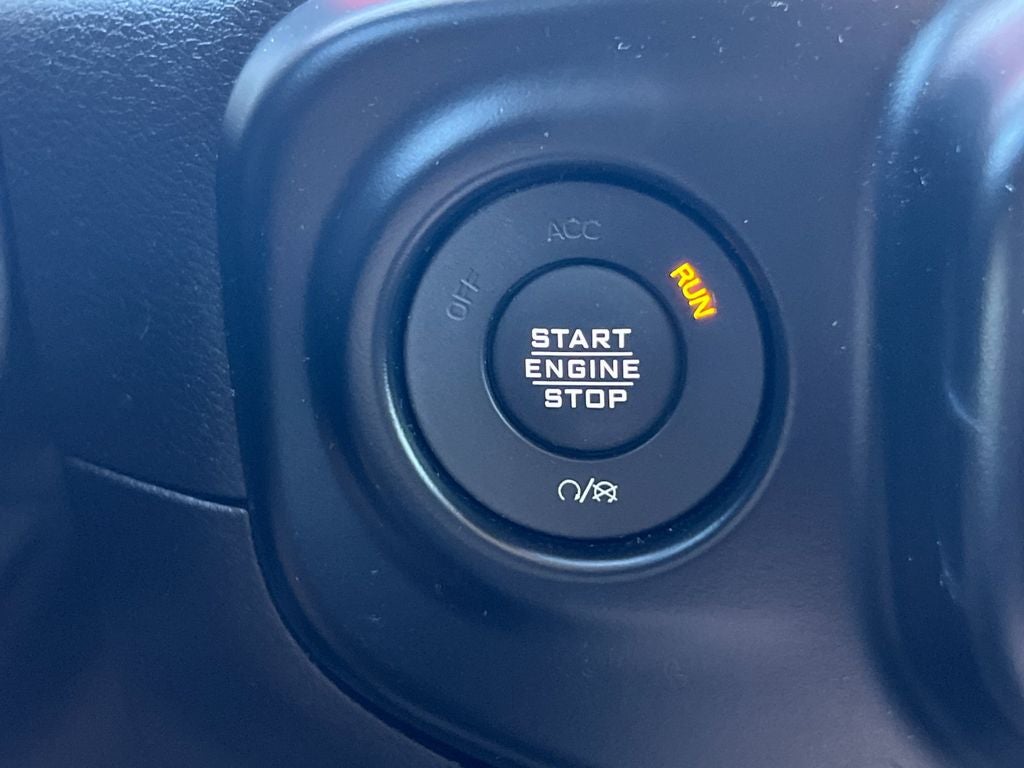 ACC
OFF
RUN
START
ENGINE
STOP